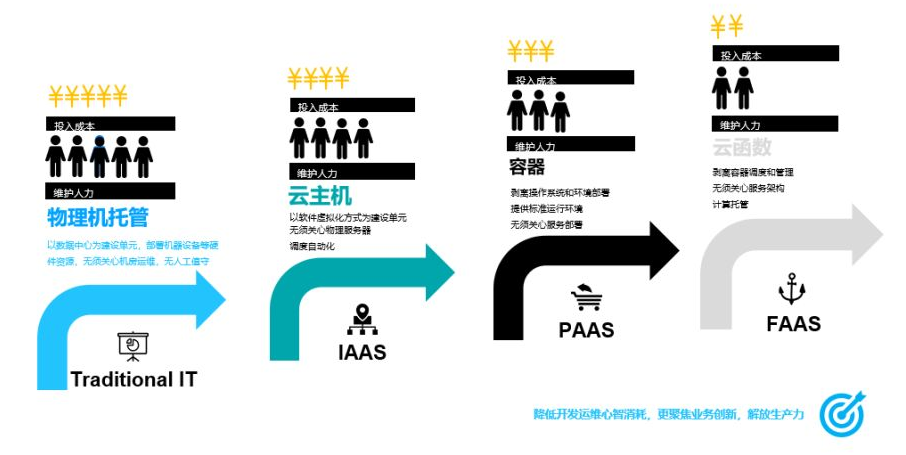 ¥¥¥¥¥
投入成本
维护人力
物理机托管
以数据中心为建设单元，部署机器设备等硬
件资源，无须关心机房运维，无人工值守
Traditional IT
¥¥¥¥
投入成本
维护人力
云主机
以软件虚拟化方式为建设单元
无须关心物理服务器
调度自动化
IAAS
¥¥¥
投入成本
维护人力
容器
剥离操作系统和环境部署
提供标准运行环境
无须关心服务部署
PAAS
¥¥
投入成本
维护人力
云函数
剥离容器调度和管理
无须关心服务架构
计算托管
FAAS
降低开发运维心智消耗，更聚焦业务创新，解放生产力